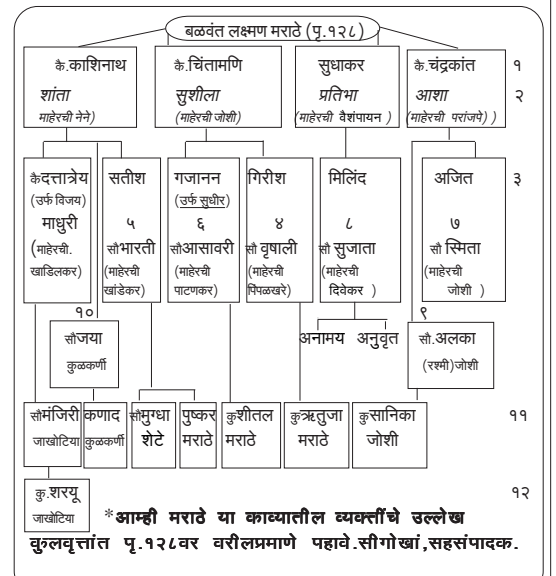 बळवंत लक्ष्मण मराठे (पृ.१२८)
कै.काशिनाथ कै.चिंतामणि सुधाकर कै.चंद्रकांत १
शांता सुशीला प्रतिभा आशा २
माहेरची नेने) (माहेरची जोशी) (माहेरची वैशंपायन ) (माहेरची परांजपे) )
कैदत्तात्रेय सतीश गजानन गिरीश मिलिंद अजित ३
(उर्फ विजय) (उर्फ सुधीर)
माधुरी ५ ६ ४ ८ ७
(माहेरची. सौभारती सौआसावरी सौ वृषाली सौ सुजाता सौ स्मिता
खाडिलकर) (माहेरची (माहेरची (माहेरची (माहेरची (माहेरची
खांडेकर) पाटणकर) पिंपळखरे) दिवेकर ) जोशी )
१० ९
सौजया अनामय अनुवृत सौ.अलका
कुळकर्णी (रश्मी)जोशी
सौमंजिरी कणाद सौमुग्धा पुष्कर कुशीतल कुऋतुजा कुसानिका ११
जाखोटिया कुळकर्णी शेटे मराठे मराठे मराठे जोशी
कु.शरयू १२
जाखोटिया
*आम्ही मराठे या काव्यातील व्यक्तींचे उल्लेख
कुलवृत्तांत पृ.१२८वर वरीलप्रमाणे पहावे.सीगोखां,सहसंपादक.